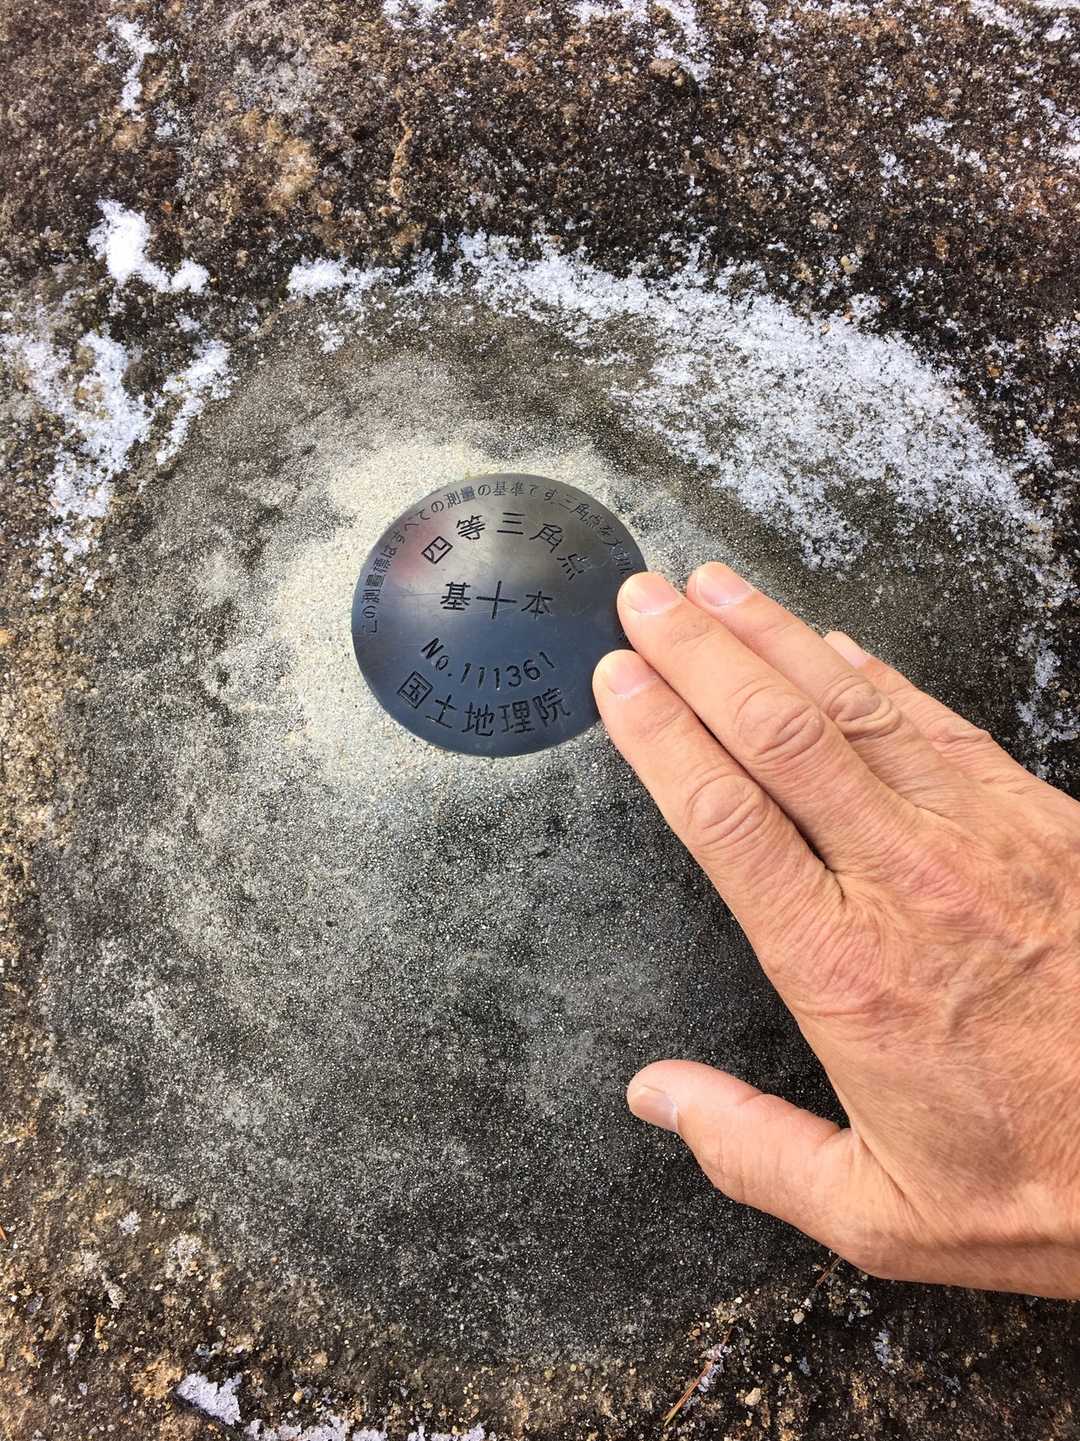 この測量標はすべての測量の基準です三角点を大切に
四等三角点
基十本
No.111361
国土地理院